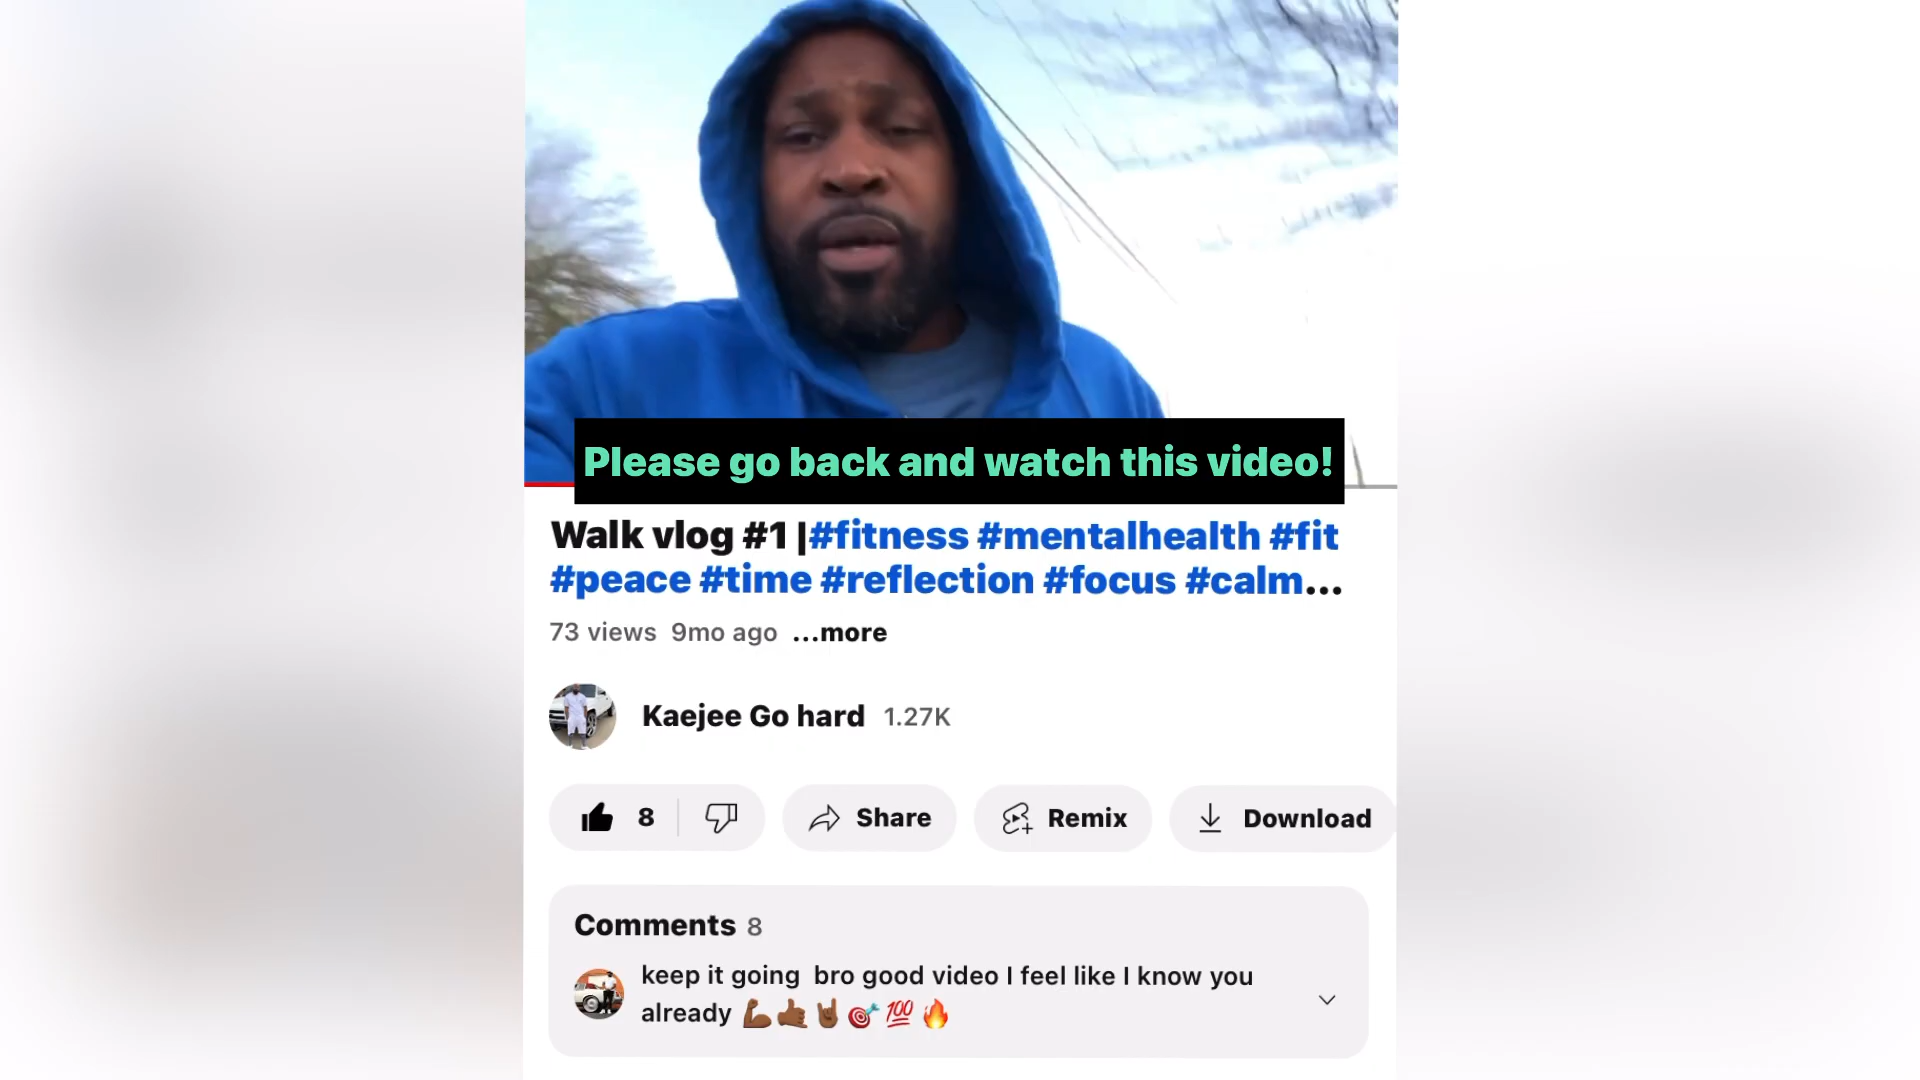 Please go back and watch this video!
Walk vlog #1 |#fitness #mentalhealth #fit
#peace #time #reflection #focus #calm...
73 views 9mo ago ...more
Kaejee Go hard 1.27K
8 Share Remix Download
Comments 8
keep it going bro good video I feel like I know you
already 💪🏾🤙🏾🤘🏾🎯💯🔥